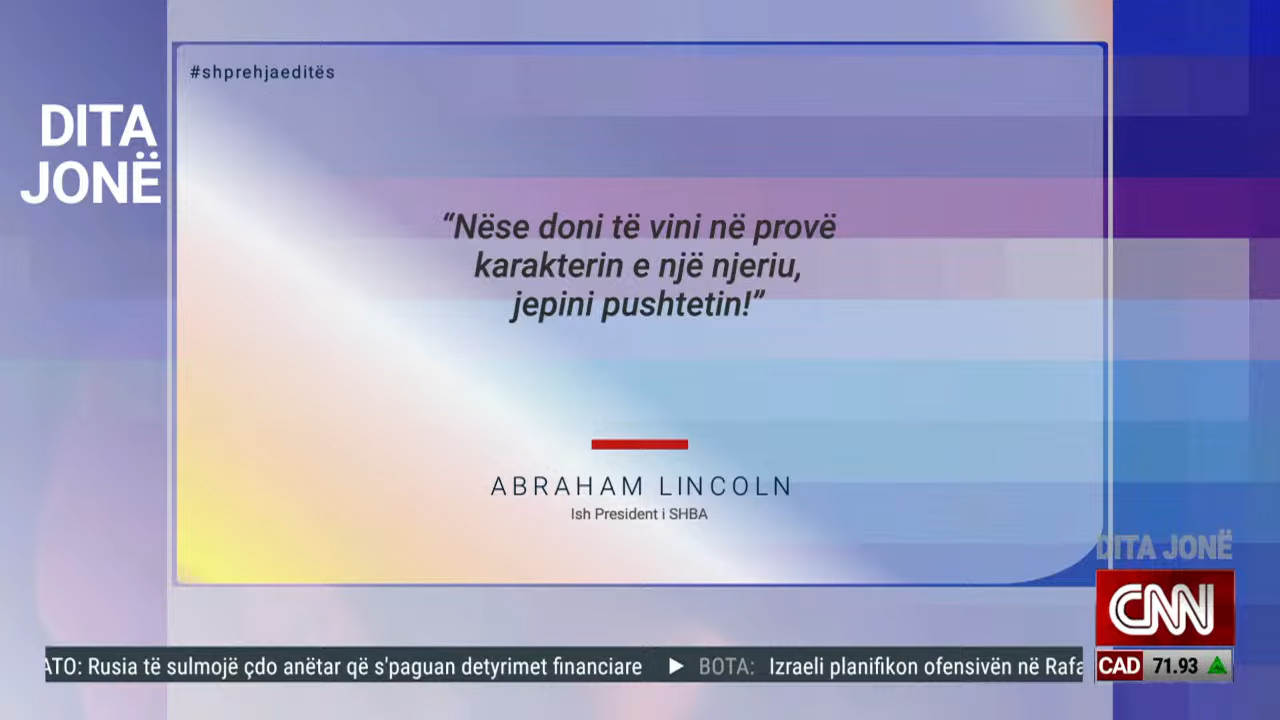 #shprehjaeditës
DITA
JONË
“Nëse doni të vini në provë
karakterin e një njeriu,
jepini pushtetin!”
ABRAHAM LINCOLN
Ish President i SHBA
DITA JONË
CNN
ATO: Rusia të sulmojë çdo anëtar që s'paguan detyrimet financiare ▶ BOTA: Izraeli planifikon ofensivën në Rafa
CAD 71.93